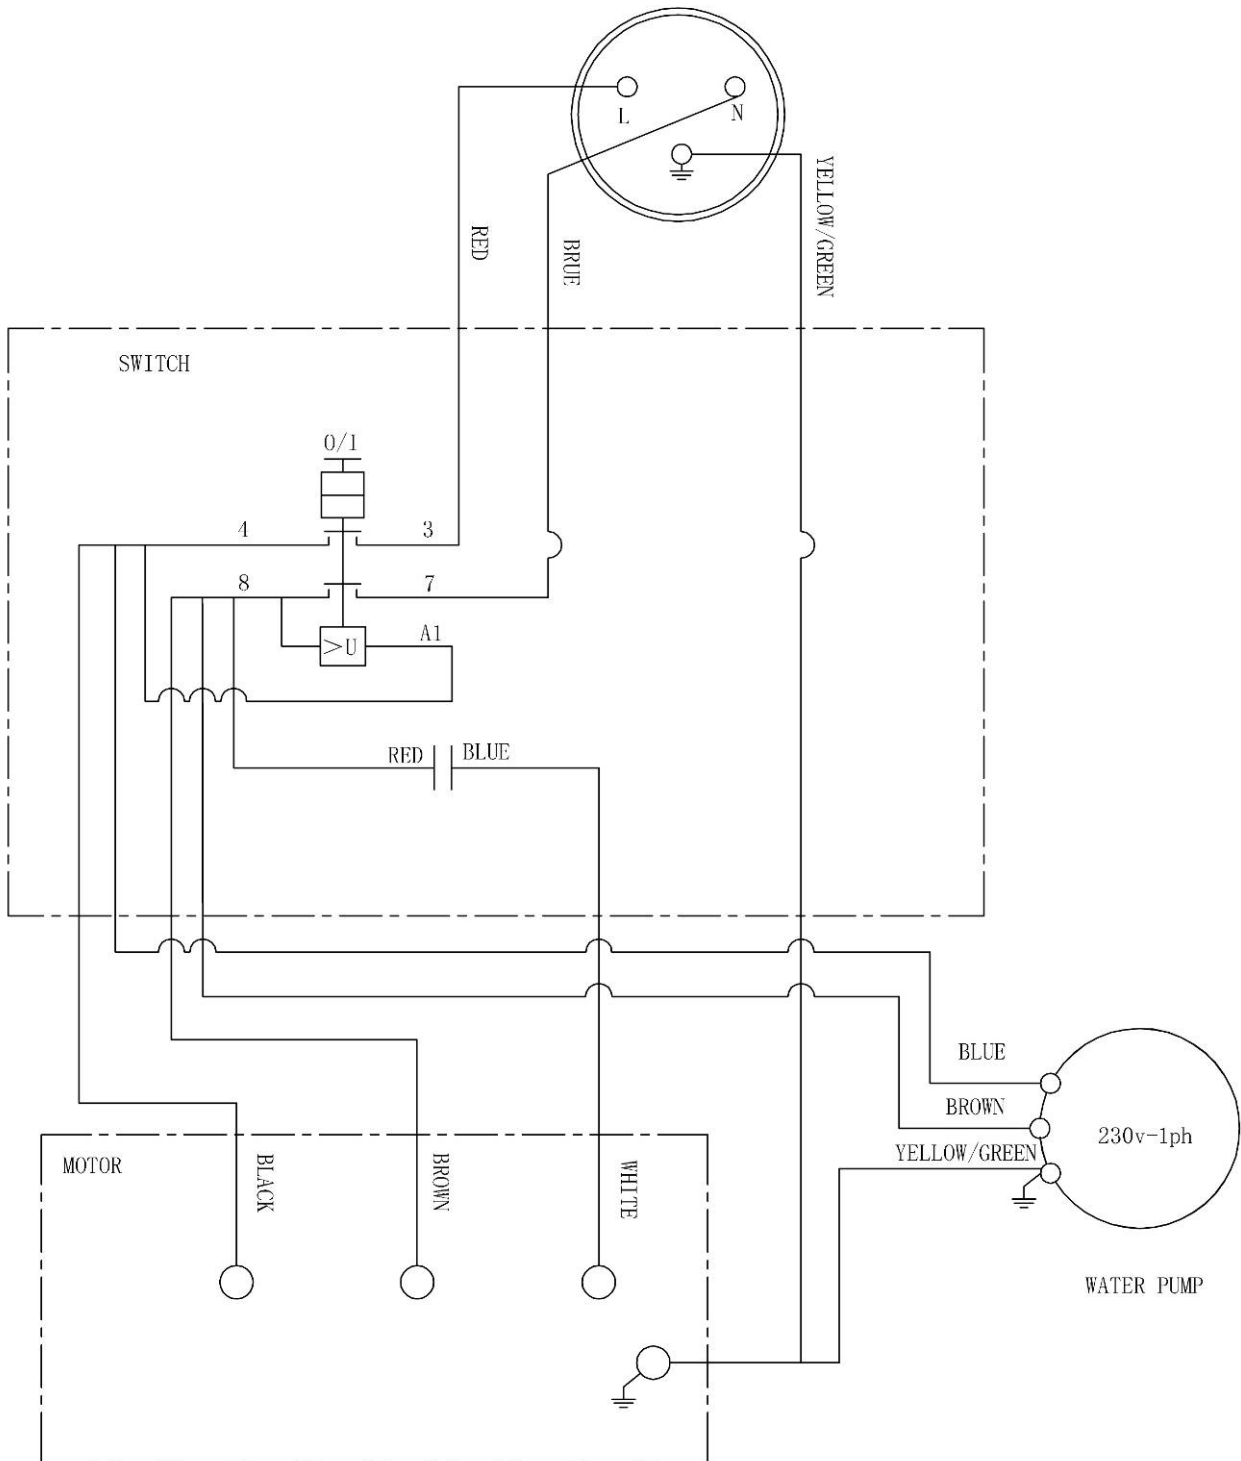 L
N
YELLOW/GREEN
RED
BRUE
SWITCH
0/1
4
3
8
7
>U
A1
RED
BLUE
BLUE
BROWN
230v-1ph
YELLOW/GREEN
MOTOR
BLACK
BROWN
WHITE
WATER PUMP